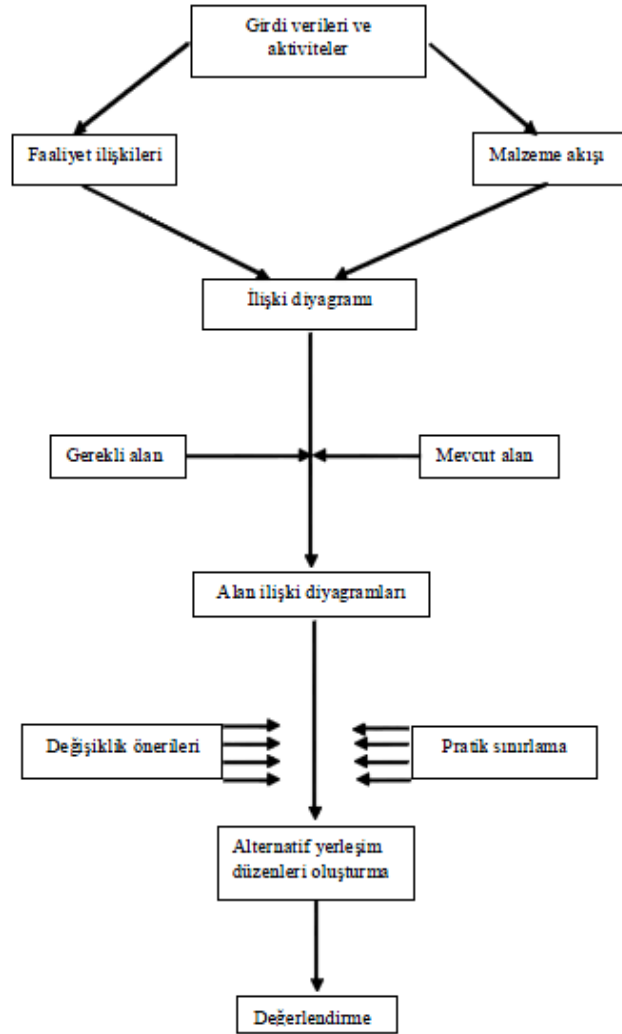 Girdi verileri ve
aktiviteler
Faaliyet ilişkileri
Malzeme akışı
İlişki diyagramı
Gerekli alan
Mevcut alan
Alan ilişki diyagramları
Değişiklik önerileri
Pratik sınırlama
Alternatif yerleşim
düzenleri oluşturma
Değerlendirme